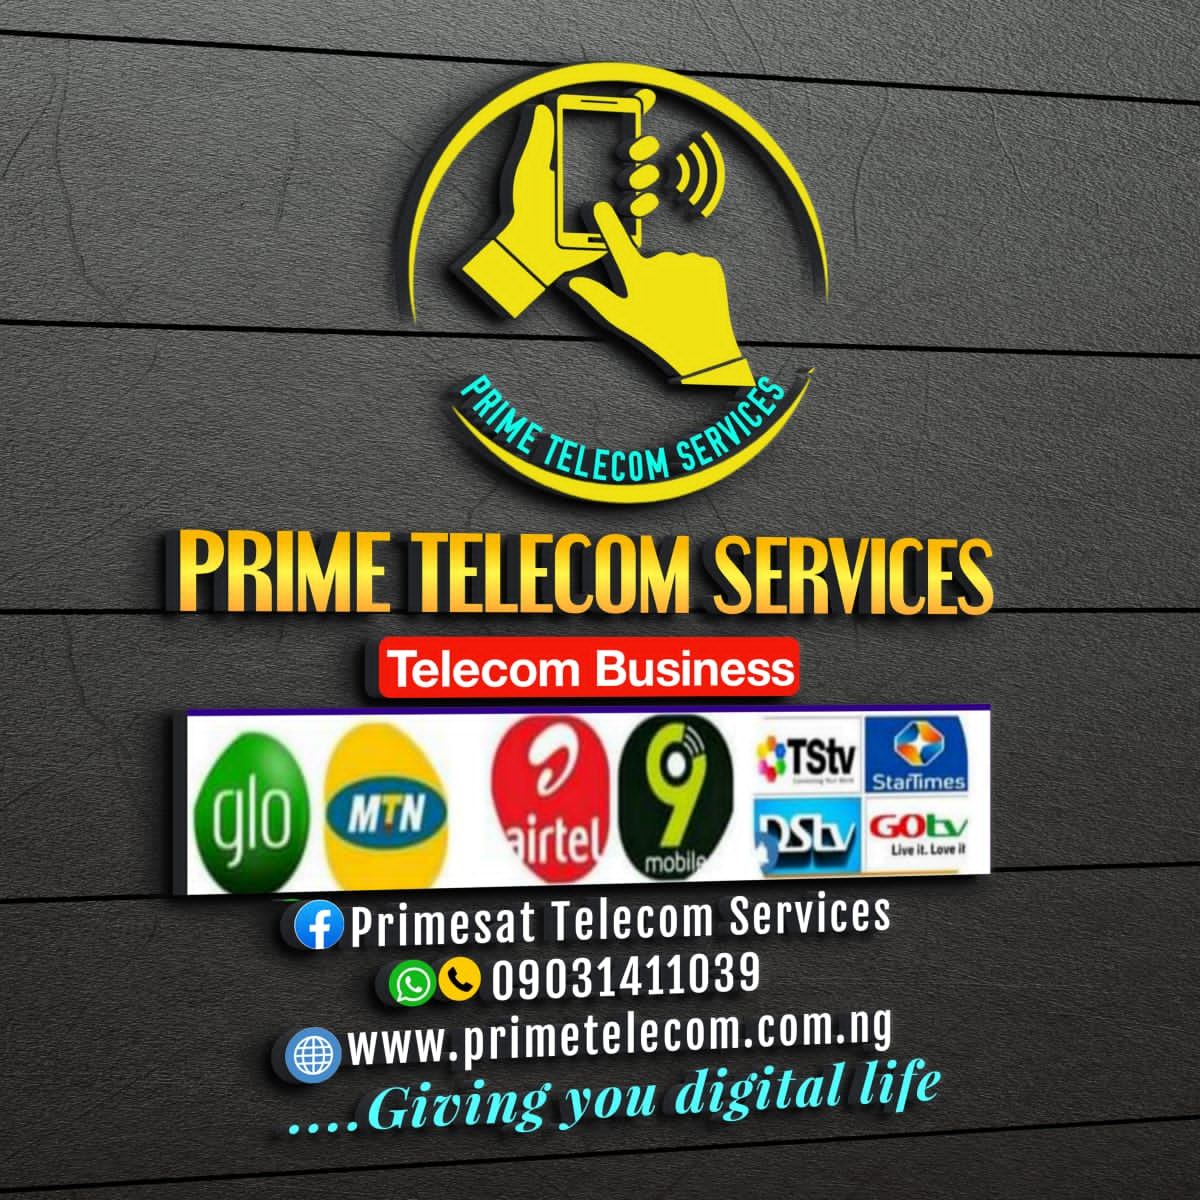 PRIME TELECOM SERVICES
PRIME TELECOM SERVICES
Telecom Business
glo
MTN
airtel
9
mobile
TStv
StarTimes
DStv
GOtv
Live it. Love it
Primesat Telecom Services
09031411039
www.primetelecom.com.ng
....Giving you digital life